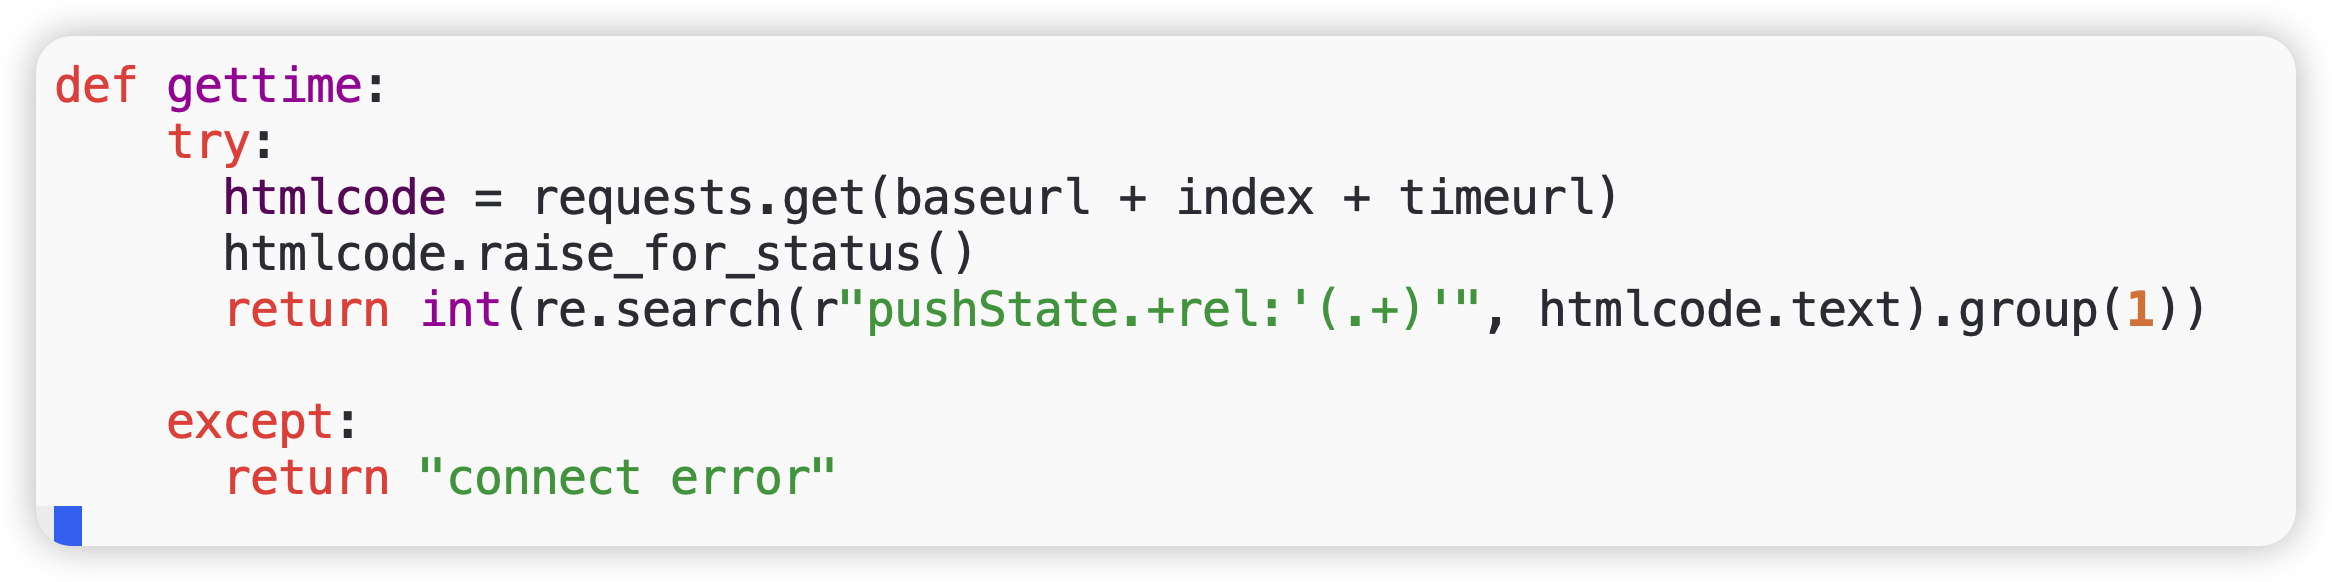 def gettime:
    try:
      htmlcode = requests.get(baseurl + index + timeurl)
      htmlcode.raise_for_status()
      return int(re.search(r"pushState.+rel:'(.+)'", htmlcode.text).group(1))

    except:
      return "connect error"